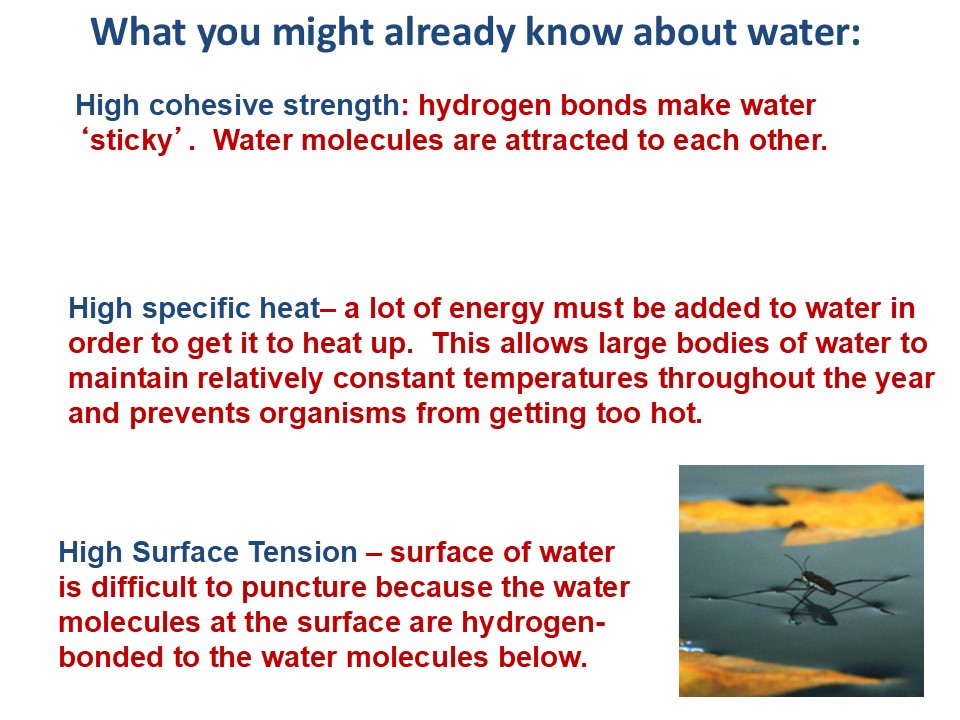 What you might already know about water:
High cohesive strength: hydrogen bonds make water
‘sticky’. Water molecules are attracted to each other.
High specific heat– a lot of energy must be added to water in
order to get it to heat up. This allows large bodies of water to
maintain relatively constant temperatures throughout the year
and prevents organisms from getting too hot.
High Surface Tension – surface of water
is difficult to puncture because the water
molecules at the surface are hydrogen-
bonded to the water molecules below.